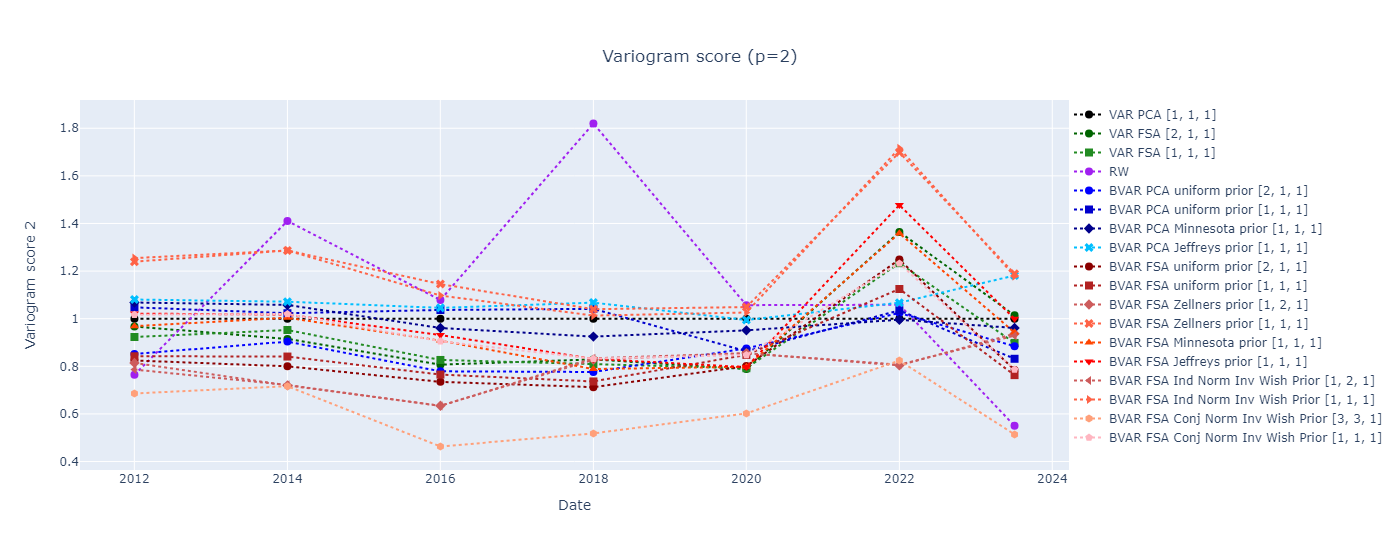 Variogram score (p=2)
Variogram score 2
1.8
1.6
1.4
1.2
1
0.8
0.6
0.4
2012
2014
2016
2018
2020
2022
2024
Date
VAR PCA [1, 1, 1]
VAR FSA [2, 1, 1]
VAR FSA [1, 1, 1]
RW
BVAR PCA uniform prior [2, 1, 1]
BVAR PCA uniform prior [1, 1, 1]
BVAR PCA Minnesota prior [1, 1, 1]
BVAR PCA Jeffreys prior [1, 1, 1]
BVAR FSA uniform prior [2, 1, 1]
BVAR FSA uniform prior [1, 1, 1]
BVAR FSA Zellners prior [1, 2, 1]
BVAR FSA Zellners prior [1, 1, 1]
BVAR FSA Minnesota prior [1, 1, 1]
BVAR FSA Jeffreys prior [1, 1, 1]
BVAR FSA Ind Norm Inv Wish Prior [1, 2, 1]
BVAR FSA Ind Norm Inv Wish Prior [1, 1, 1]
BVAR FSA Conj Norm Inv Wish Prior [3, 3, 1]
BVAR FSA Conj Norm Inv Wish Prior [1, 1, 1]